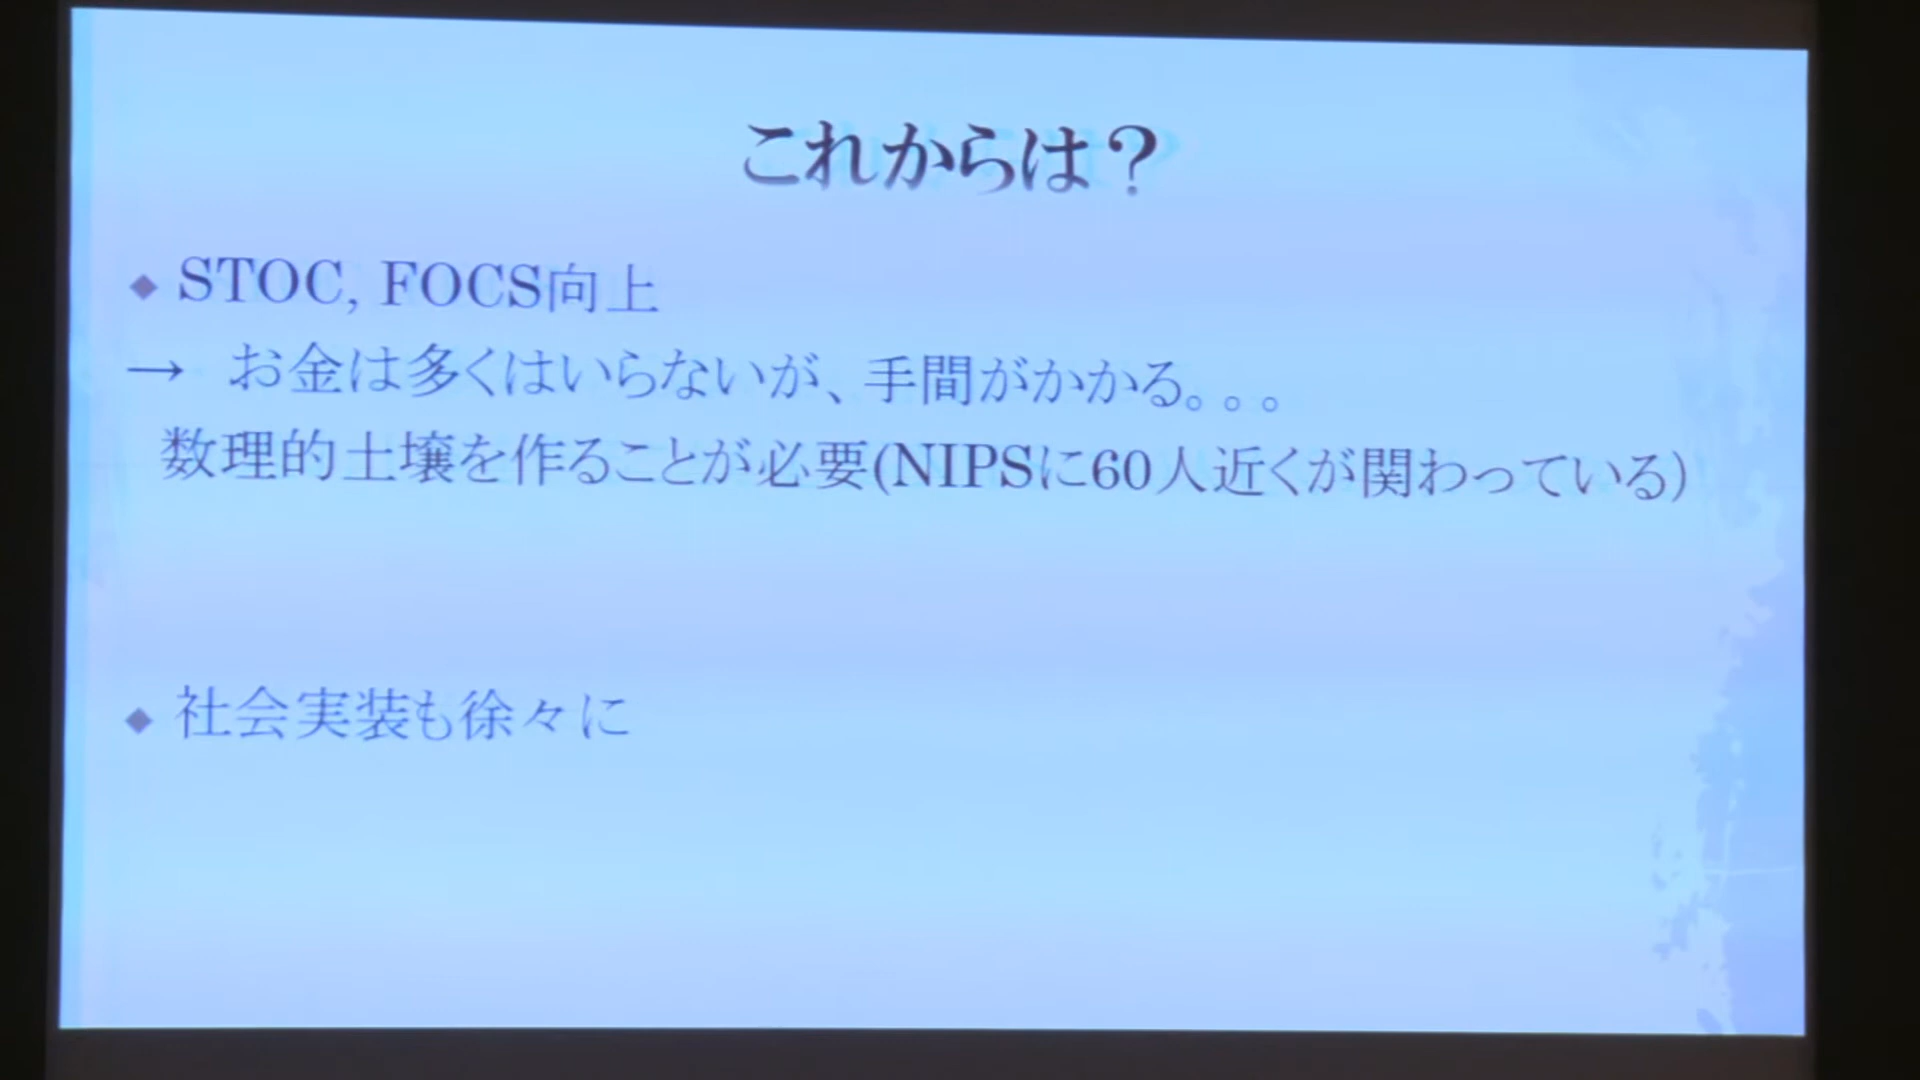 これからは？
◆ STOC, FOCS向上
→ お金は多くはいらないが、手間がかかる。。。
数理的土壌を作ることが必要(NIPSに60人近くが関わっている)
◆ 社会実装も徐々に